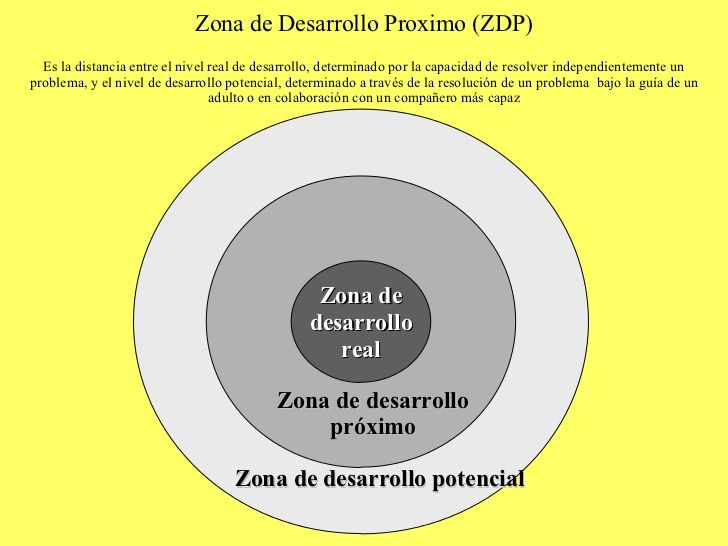 Zona de Desarrollo Proximo (ZDP)
Es la distancia entre el nivel real de desarrollo, determinado por la capacidad de resolver independientemente un
problema, y el nivel de desarrollo potencial, determinado a través de la resolución de un problema bajo la guía de un
adulto o en colaboración con un compañero más capaz
Zona de
desarrollo
real
Zona de desarrollo
próximo
Zona de desarrollo potencial